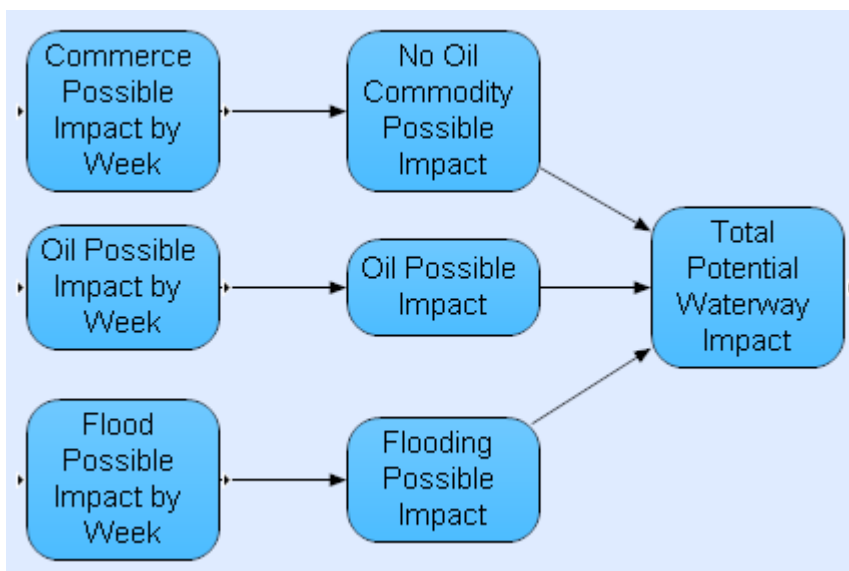 Commerce
Possible
Impact by
Week
No Oil
Commodity
Possible
Impact
Oil Possible
Impact by
Week
Oil Possible
Impact
Total
Potential
Waterway
Impact
Flood
Possible
Impact by
Week
Flooding
Possible
Impact